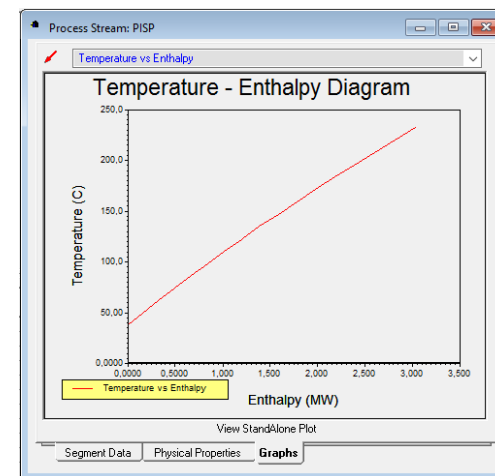 Process Stream: PISP
Temperature vs Enthalpy
Temperature - Enthalpy Diagram
250,0
200,0
150,0
100,0
50,00
0,0000
Temperature (C)
0,0000 0,5000 1,000 1,500 2,000 2,500 3,000 3,500
Temperature vs Enthalpy
Enthalpy (MW)
View StandAlone Plot
Segment Data Physical Properties Graphs